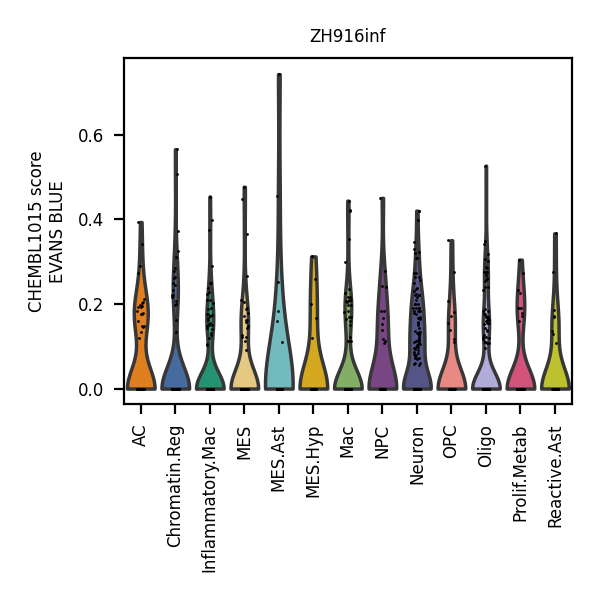 ZH916inf
CHEMBL1015 score
EVANS BLUE
0.6
0.4
0.2
0.0
AC
Chromatin.Reg
Inflammatory.Mac
MES
MES.Ast
MES.Hyp
Mac
NPC
Neuron
OPC
Oligo
Prolif.Metab
Reactive.Ast